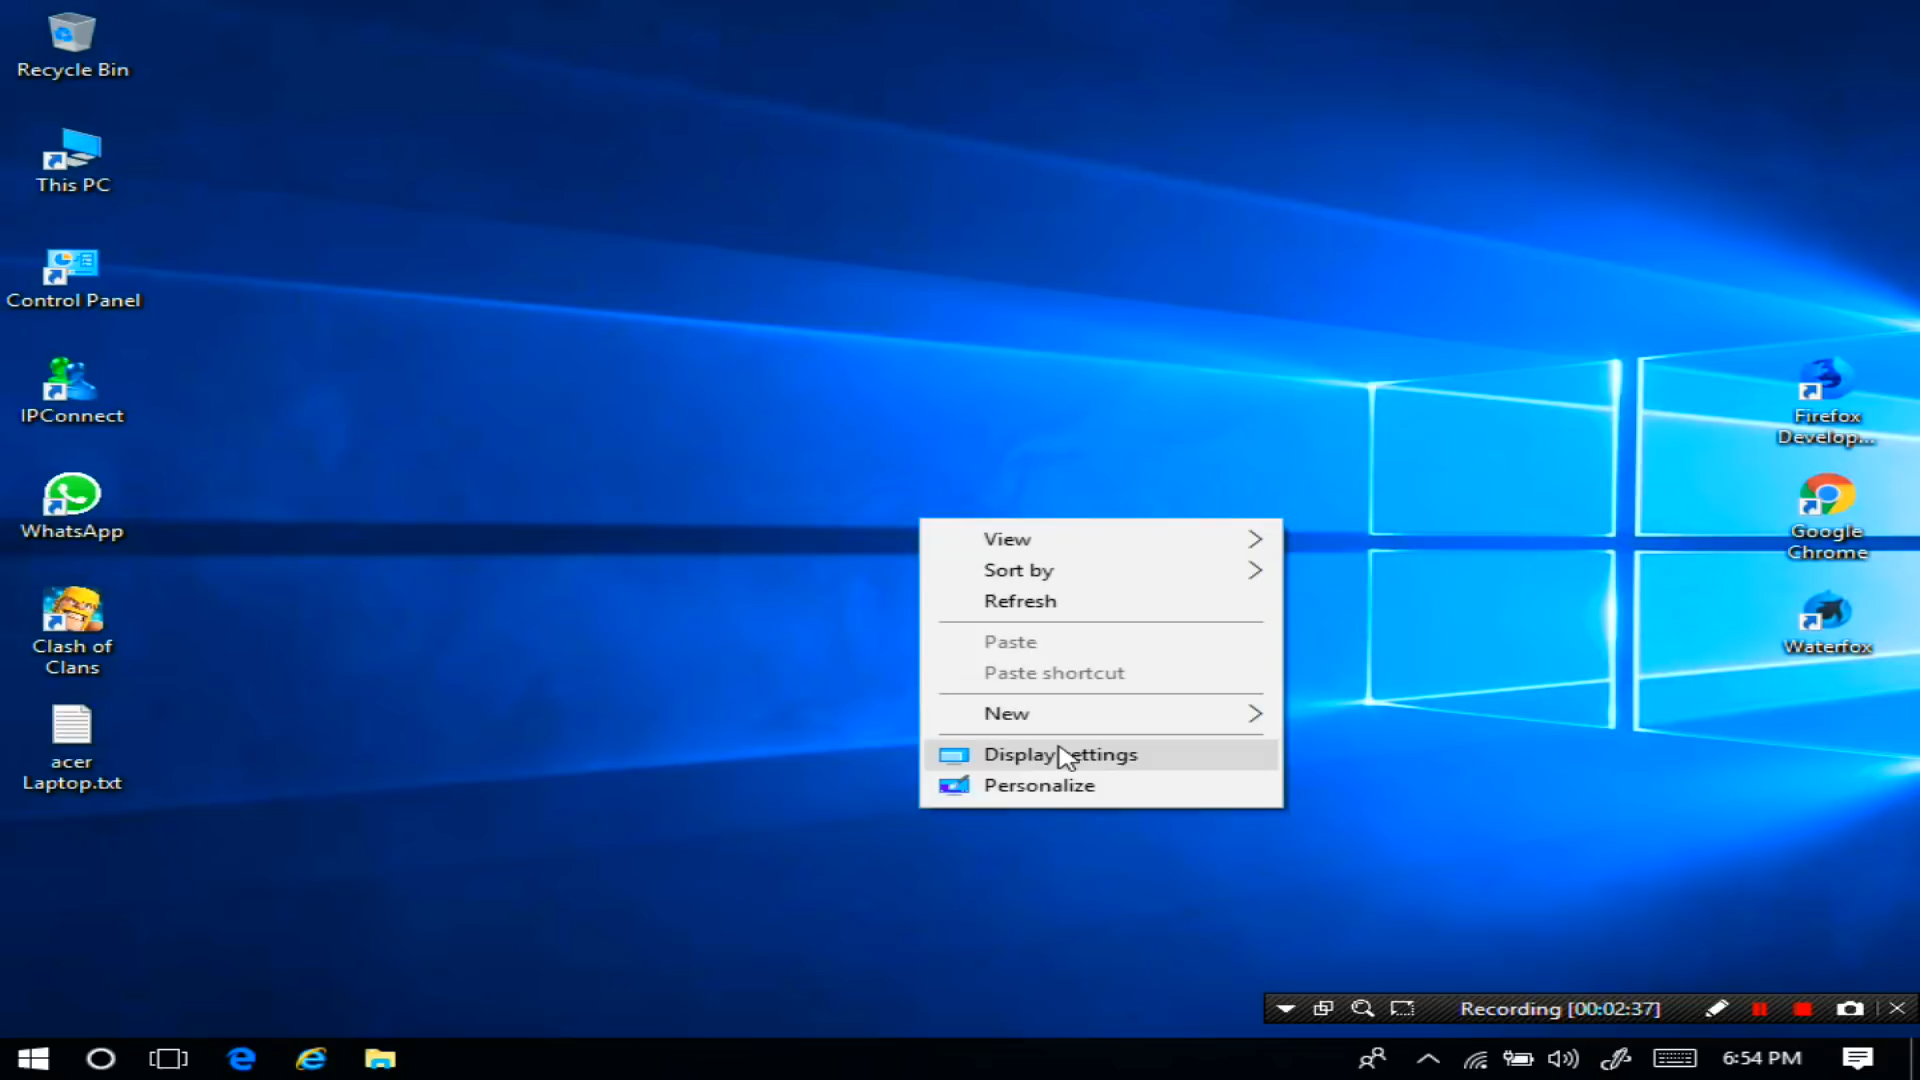 Recycle Bin
This PC
Control Panel
IPConnect
WhatsApp
Clash of
Clans
acer
Laptop.txt
View
Sort by
Refresh
Paste
Paste shortcut
New
Display settings
Personalize
Firefox
Develop...
Google
Chrome
Waterfox
Recording [00:02:37]
6:54 PM